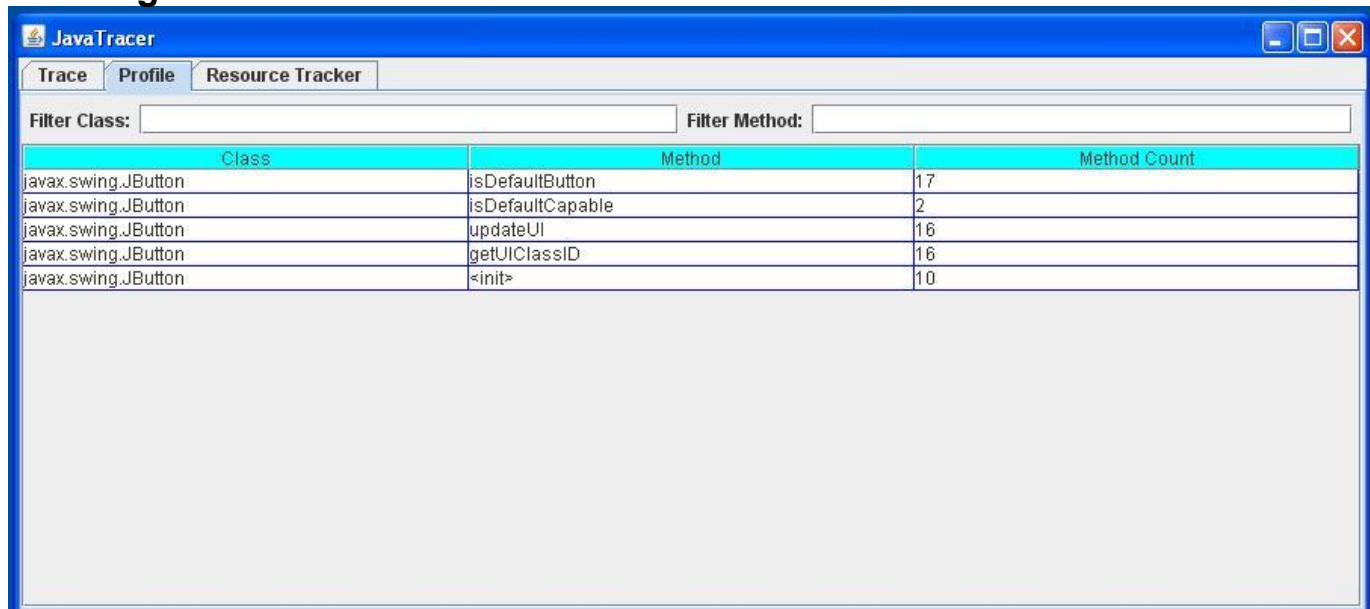 JavaTracer
Trace Profile Resource Tracker
Filter Class: Filter Method:
Class Method Method Count
javax.swing.JButton isDefaultButton 17
javax.swing.JButton isDefaultCapable 2
javax.swing.JButton updateUI 16
javax.swing.JButton getUIClassID 16
javax.swing.JButton <init> 10